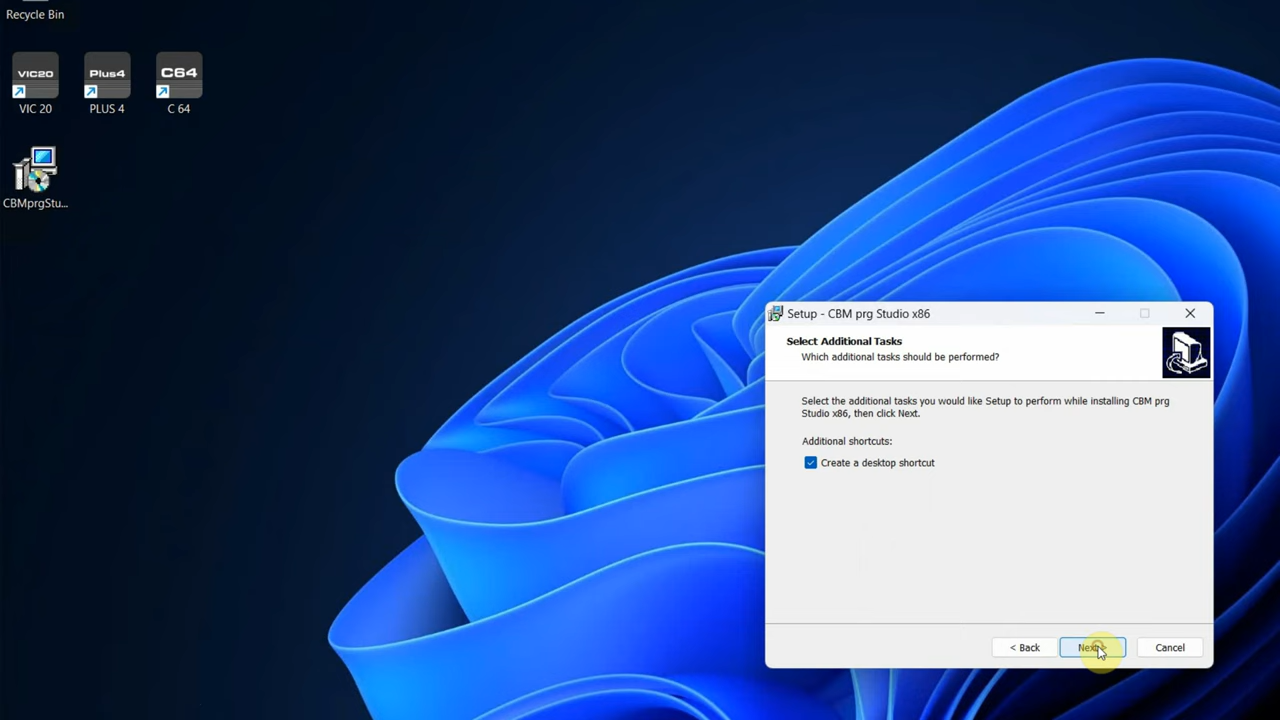 Recycle Bin
VIC20
Plus4
C64
VIC 20
PLUS 4
C 64
CBMprgStu...
Setup - CBM prg Studio x86
Select Additional Tasks
Which additional tasks should be performed?
Select the additional tasks you would like Setup to perform while installing CBM prg
Studio x86, then click Next.
Additional shortcuts:
Create a desktop shortcut
< Back
Next
Cancel